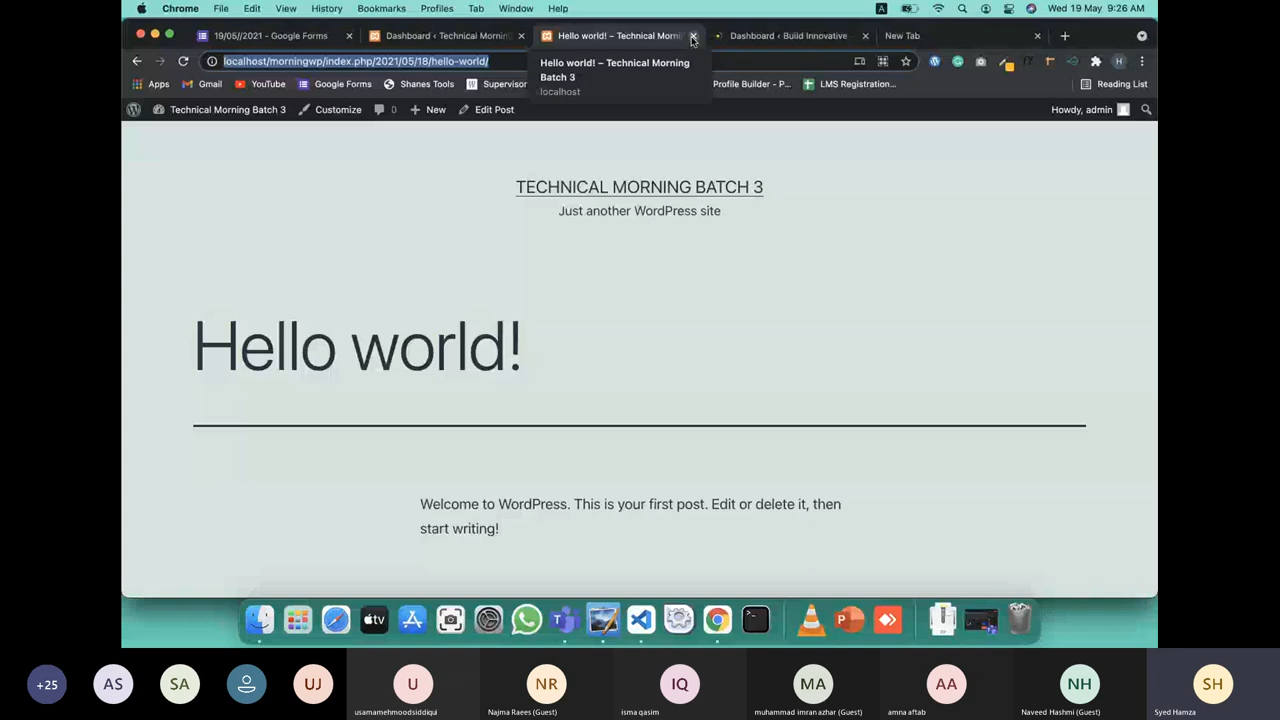 Chrome File Edit View History Bookmarks Profiles Tab Window Help A Wed 19 May 9:26 AM
19/05//2021 - Google Forms Dashboard ‹ Technical Mornin Hello world! – Technical Mornin Dashboard ‹ Build Innovative New Tab
localhost/morningwp/index.php/2021/05/18/hello-world/
Hello world! – Technical Morning
Batch 3
localhost
Apps Gmail YouTube Google Forms Shanes Tools Supervisor Profile Builder - P... LMS Registration... Reading List
Technical Morning Batch 3 Customize 0 New Edit Post Howdy, admin
TECHNICAL MORNING BATCH 3
Just another WordPress site
Hello world!
Welcome to WordPress. This is your first post. Edit or delete it, then
start writing!
tv
+25 AS SA UJ U NR IQ MA AA NH SH
usamamehmoodsiddiqui Najma Raees (Guest) isma qasim muhammad imran azhar (Guest) amna aftab Naveed Hashmi (Guest) Syed Hamza